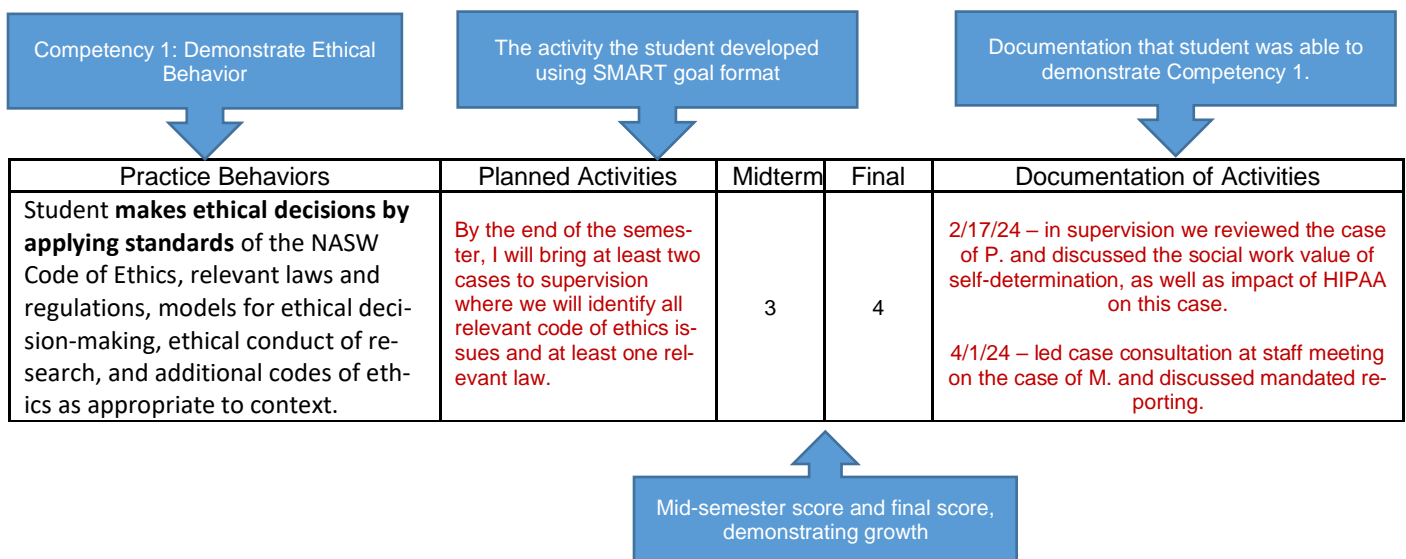 Competency 1: Demonstrate Ethical
Behavior
The activity the student developed
using SMART goal format
Documentation that student was able to
demonstrate Competency 1.
Practice Behaviors
Planned Activities
Midterm
Final
Documentation of Activities
Student makes ethical decisions by
applying standards of the NASW
Code of Ethics, relevant laws and
regulations, models for ethical deci-
sion-making, ethical conduct of re-
search, and additional codes of eth-
ics as appropriate to context.
By the end of the semes-
ter, I will bring at least two
cases to supervision
where we will identify all
relevant code of ethics is-
sues and at least one rel-
evant law.
3
4
2/17/24 – in supervision we reviewed the case
of P. and discussed the social work value of
self-determination, as well as impact of HIPAA
on this case.
4/1/24 – led case consultation at staff meeting
on the case of M. and discussed mandated re-
porting.
Mid-semester score and final score,
demonstrating growth